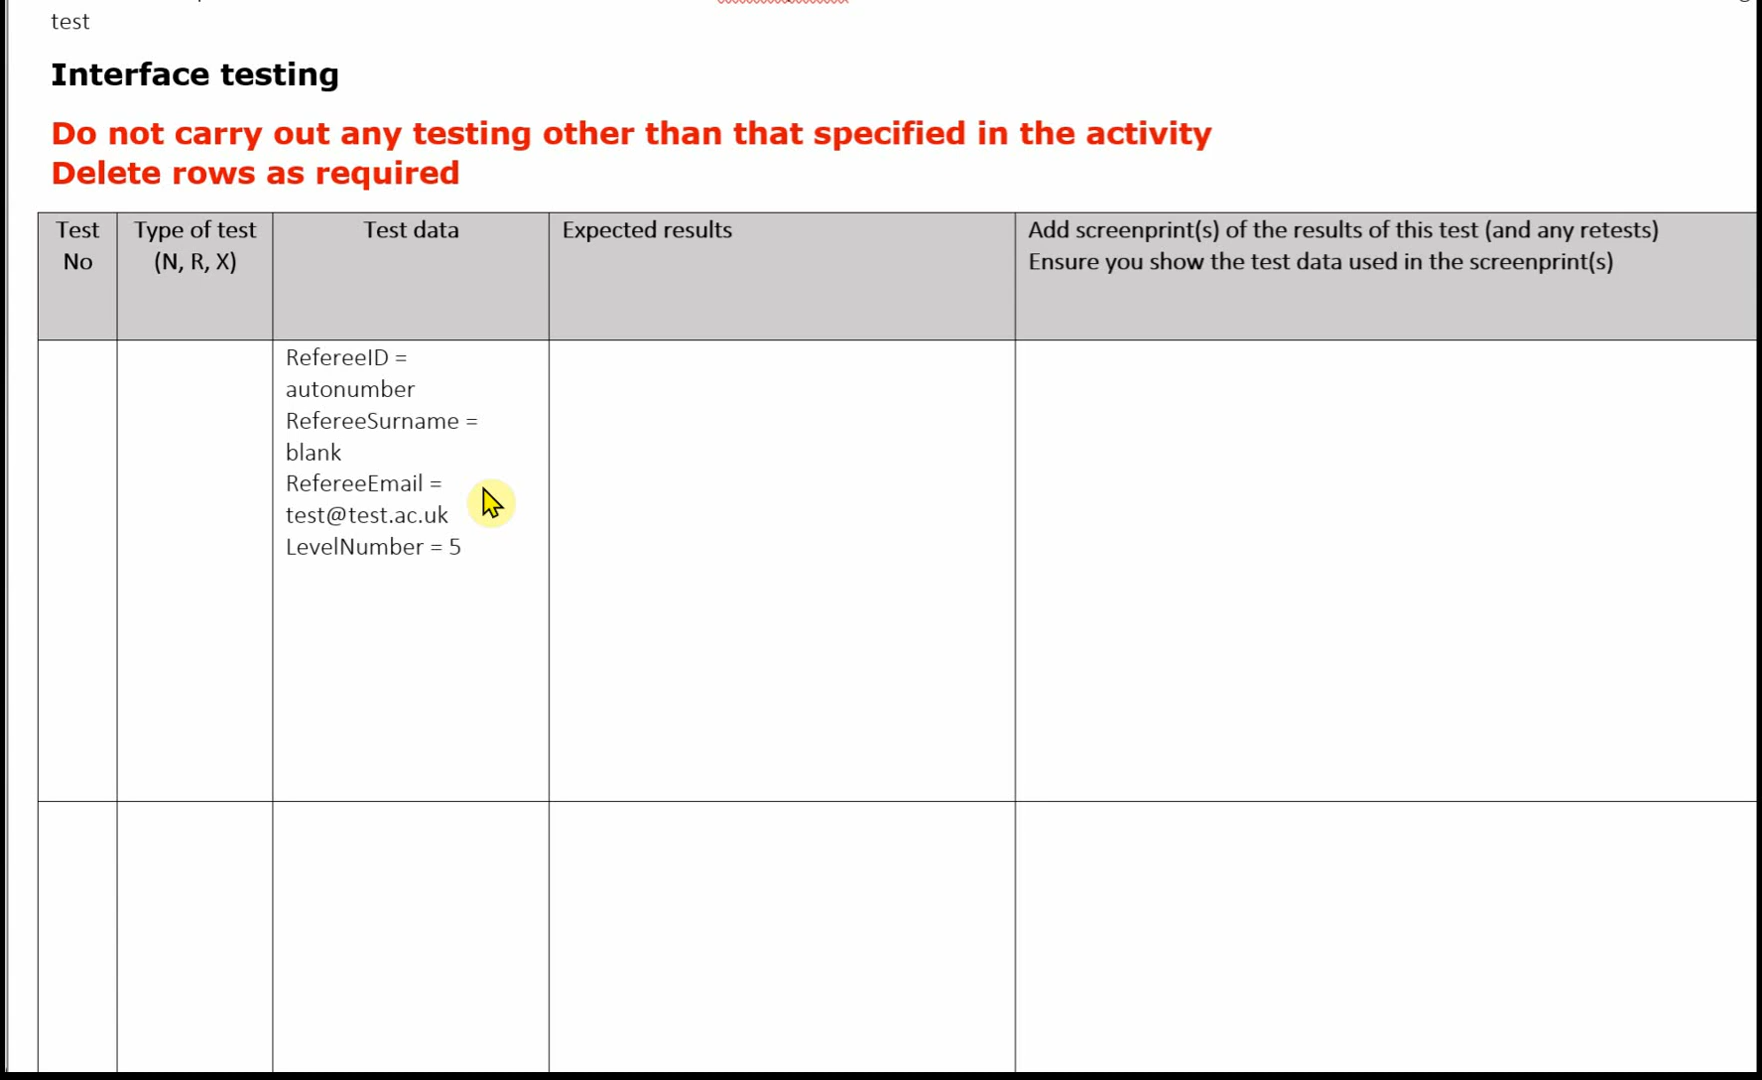 test
Interface testing
Do not carry out any testing other than that specified in the activity
Delete rows as required
Test
No
Type of test
(N, R, X)
Test data
Expected results
Add screenprint(s) of the results of this test (and any retests)
Ensure you show the test data used in the screenprint(s)
RefereeID =
autonumber
RefereeSurname =
blank
RefereeEmail =
test@test.ac.uk
LevelNumber = 5